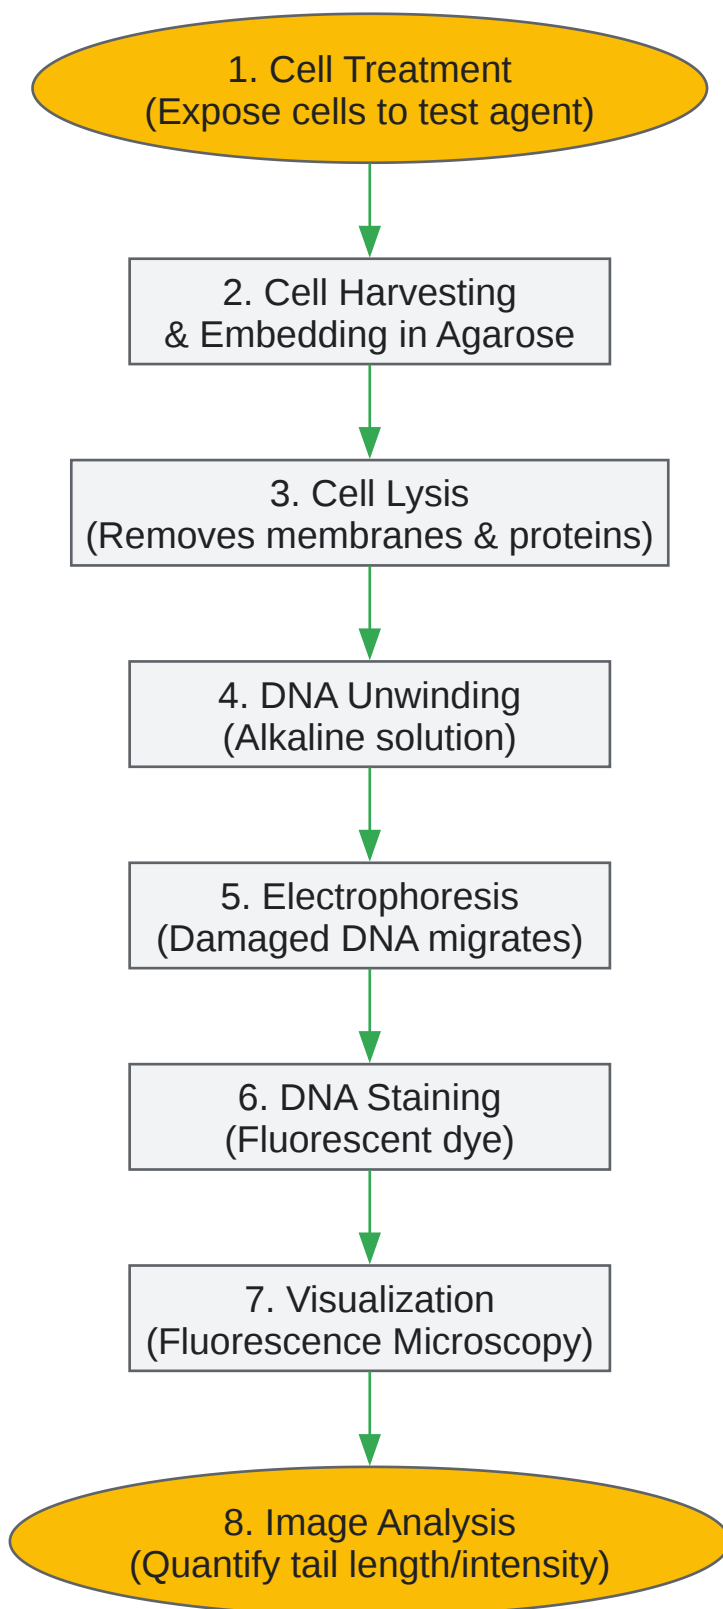 1. Cell Treatment
(Expose cells to test agent)
2. Cell Harvesting
& Embedding in Agarose
3. Cell Lysis
(Removes membranes & proteins)
4. DNA Unwinding
(Alkaline solution)
5. Electrophoresis
(Damaged DNA migrates)
6. DNA Staining
(Fluorescent dye)
7. Visualization
(Fluorescence Microscopy)
8. Image Analysis
(Quantify tail length/intensity)